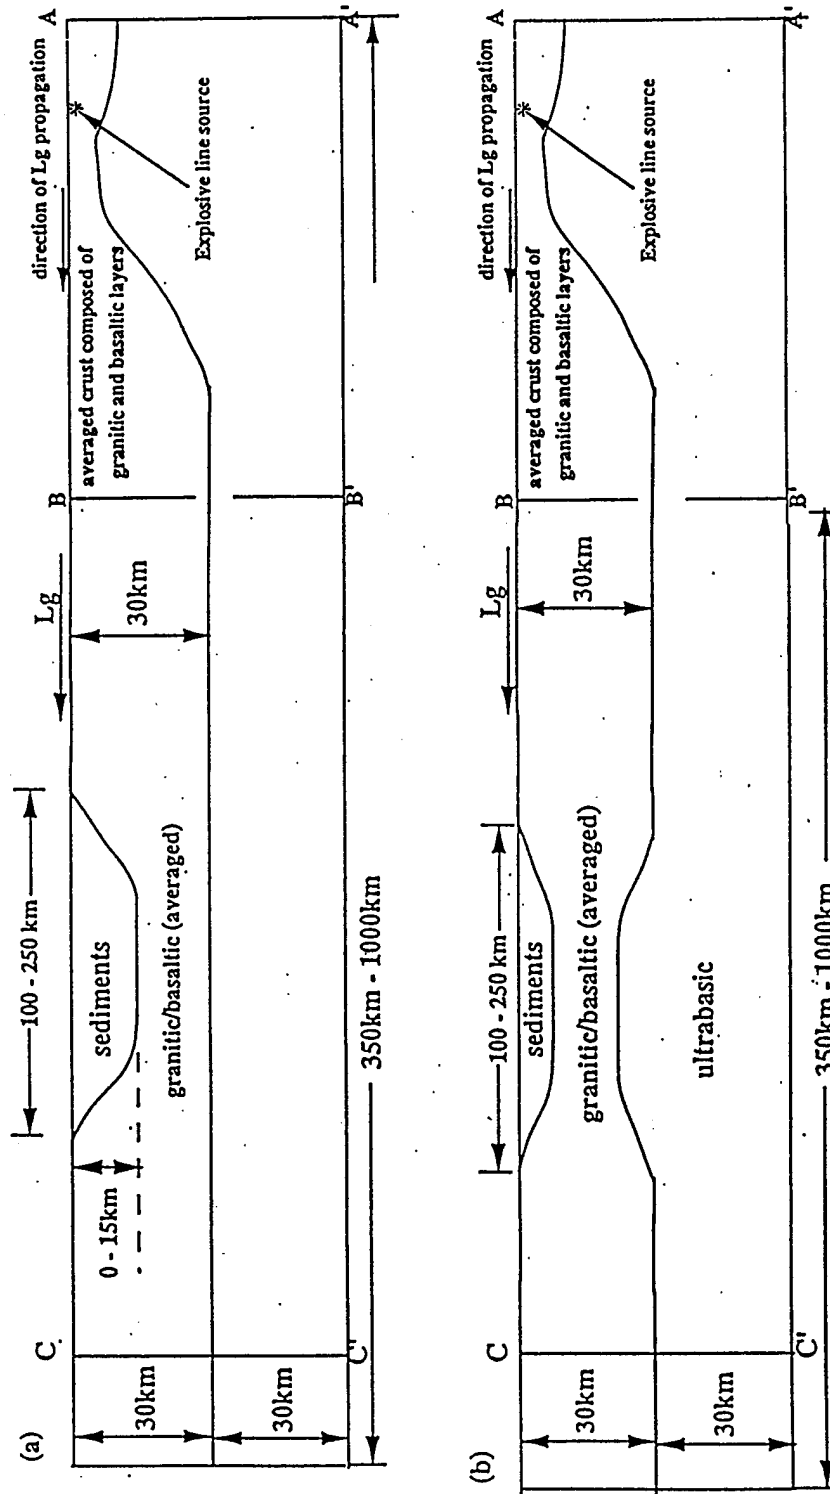 (a)
C
C'
30km
30km
0 - 15km
100 - 250 km
sediments
granitic/basaltic (averaged)
350km - 1000km
Lg
30km
B
B'
averaged crust composed of
granitic and basaltic layers
direction of Lg propagation
Explosive line source
*
A
A'
(b)
C
C'
30km
30km
100 - 250 km
sediments
granitic/basaltic (averaged)
ultrabasic
350km - 1000km
Lg
30km
B
B'
averaged crust composed of
granitic and basaltic layers
direction of Lg propagation
Explosive line source
*
A
A'